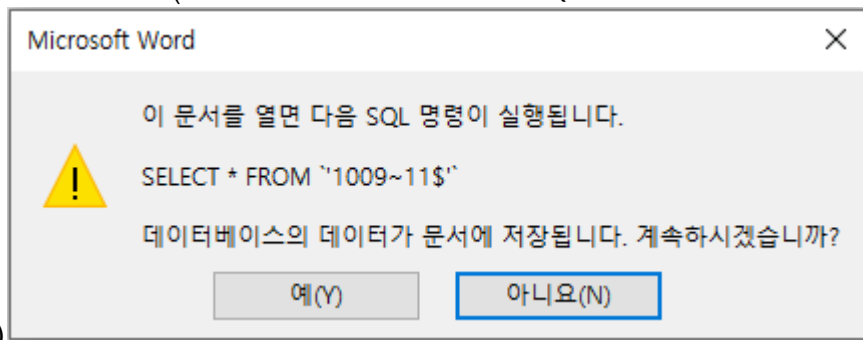 Microsoft Word
이 문서를 열면 다음 SQL 명령이 실행됩니다.
SELECT * FROM `'1009~11$'`
데이터베이스의 데이터가 문서에 저장됩니다. 계속하시겠습니까?
예(Y)
아니요(N)
)